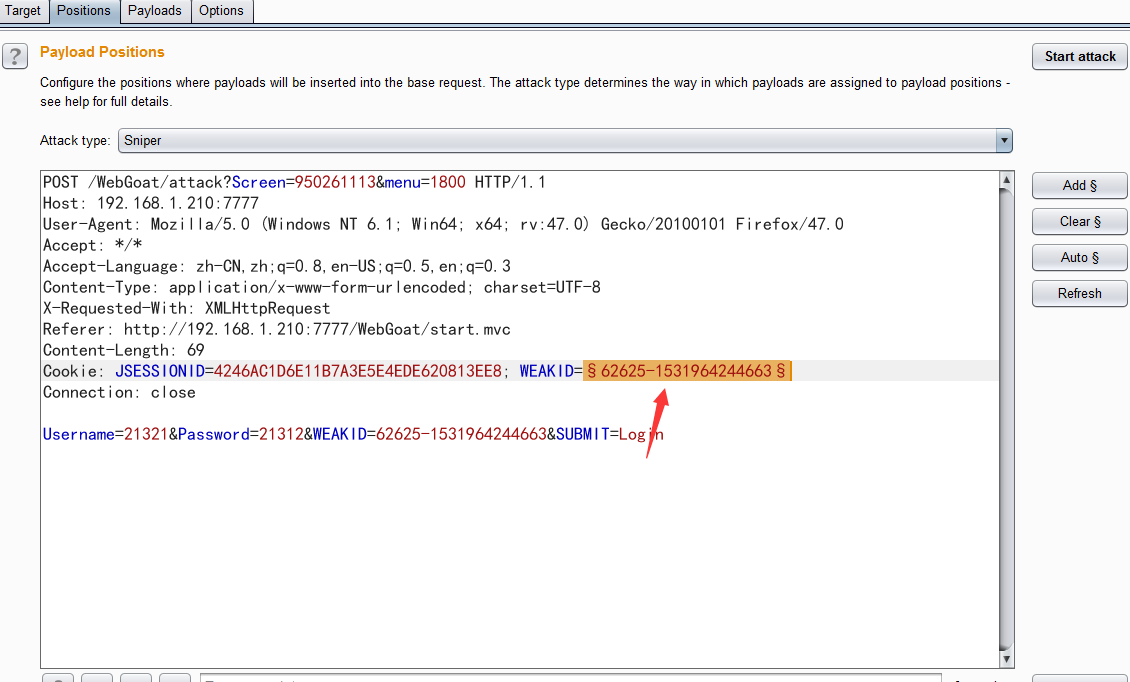 Target Positions Payloads Options
? Payload Positions Start attack
Configure the positions where payloads will be inserted into the base request. The attack type determines the way in which payloads are assigned to payload positions -
see help for full details.
Attack type: Sniper
POST /WebGoat/attack?Screen=950261113&menu=1800 HTTP/1.1
Host: 192.168.1.210:7777
User-Agent: Mozilla/5.0 (Windows NT 6.1; Win64; x64; rv:47.0) Gecko/20100101 Firefox/47.0
Accept: */*
Accept-Language: zh-CN,zh;q=0.8,en-US;q=0.5,en;q=0.3
Content-Type: application/x-www-form-urlencoded; charset=UTF-8
X-Requested-With: XMLHttpRequest
Referer: http://192.168.1.210:7777/WebGoat/start.mvc
Content-Length: 69
Cookie: JSESSIONID=4246AC1D6E11B7A3E5E4EDE620813EE8; WEAKID=§62625-1531964244663§
Connection: close
Username=21321&Password=21312&WEAKID=62625-1531964244663&SUBMIT=Login
Add §
Clear §
Auto §
Refresh